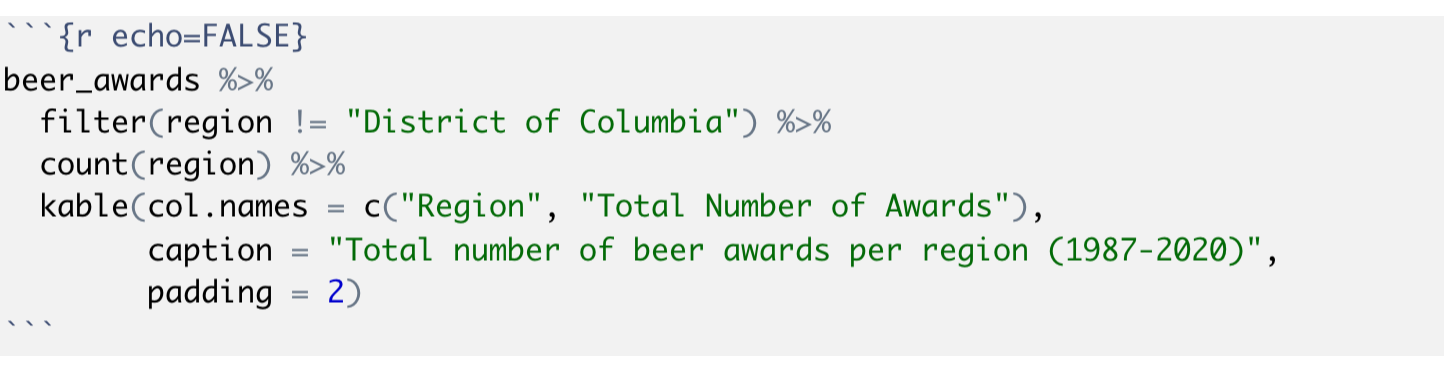 ```{r echo=FALSE}
beer_awards %>%
  filter(region != "District of Columbia") %>%
  count(region) %>%
  kable(col.names = c("Region", "Total Number of Awards"),
        caption = "Total number of beer awards per region (1987-2020)",
        padding = 2)
```